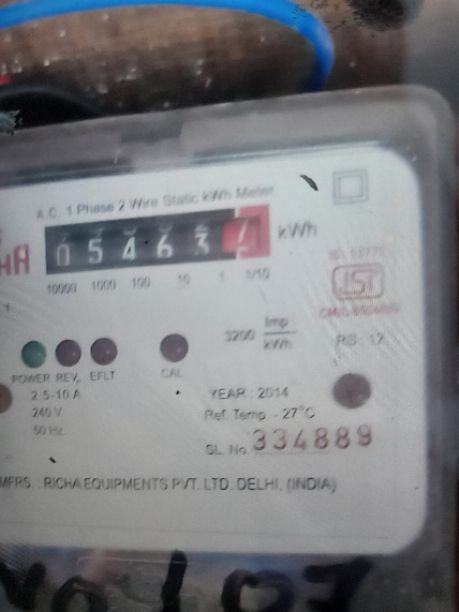 A.C. 1 Phase 2 Wire Static kWh Meter
05463 kWh
10000 1000 100 10 1 1/10
3200 Imp/kWh
RS 12
POWER REV. EFLT CAL
2.5-10 A
YEAR : 2014
240 V
Ref. Temp. - 27°C
50 Hz
SL. No. 334889
MFRS. : RICHA EQUIPMENTS PVT. LTD. DELHI, (INDIA)